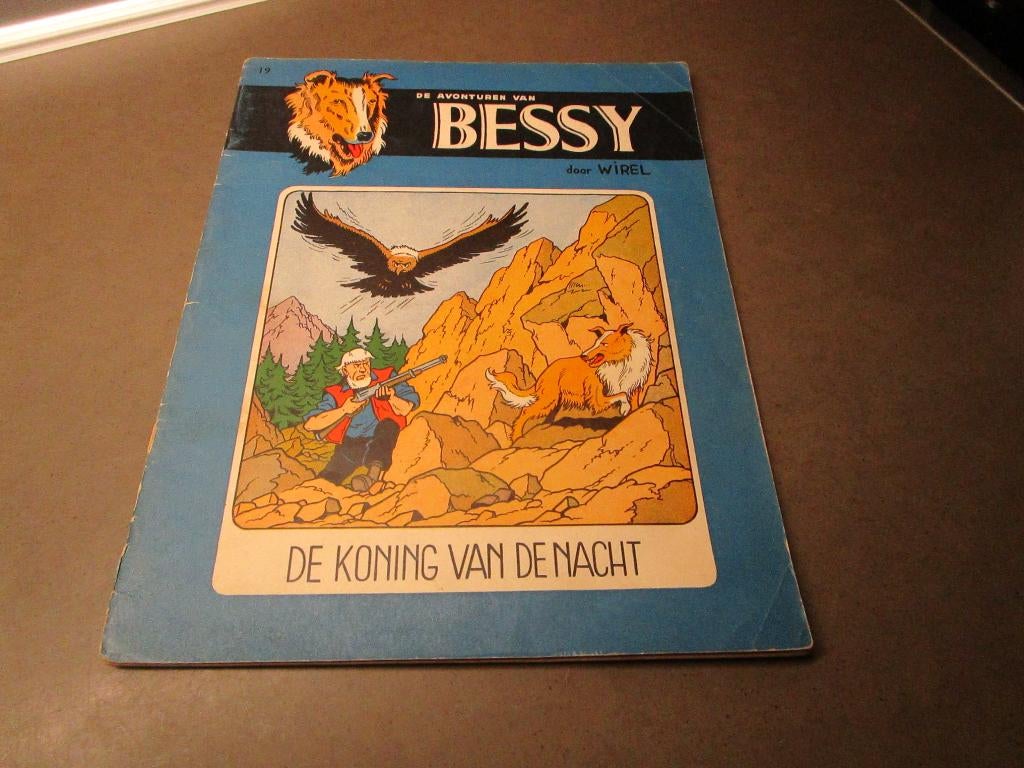 19
DE AVONTUREN VAN
BESSY
door WIREL
DE KONING VAN DE NACHT